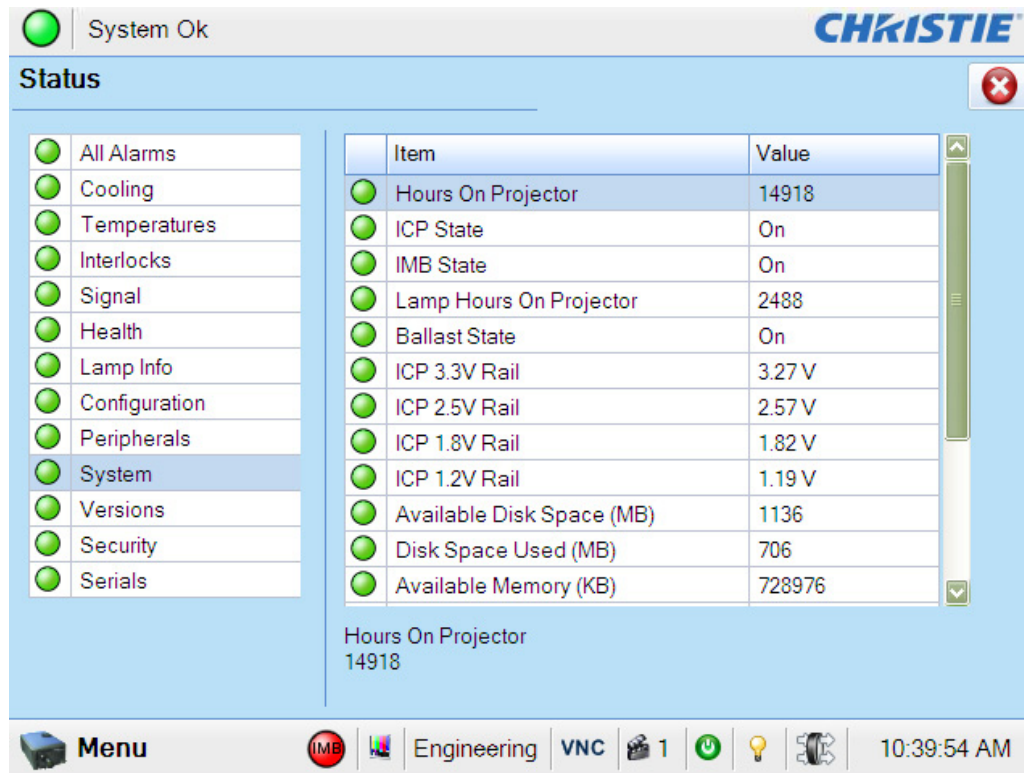 System Ok
CHRISTIE
Status
All Alarms
Cooling
Temperatures
Interlocks
Signal
Health
Lamp Info
Configuration
Peripherals
System
Versions
Security
Serials
Item Value
Hours On Projector 14918
ICP State On
IMB State On
Lamp Hours On Projector 2488
Ballast State On
ICP 3.3V Rail 3.27 V
ICP 2.5V Rail 2.57 V
ICP 1.8V Rail 1.82 V
ICP 1.2V Rail 1.19 V
Available Disk Space (MB) 1136
Disk Space Used (MB) 706
Available Memory (KB) 728976
Hours On Projector
14918
Menu IMB Engineering VNC 1 10:39:54 AM